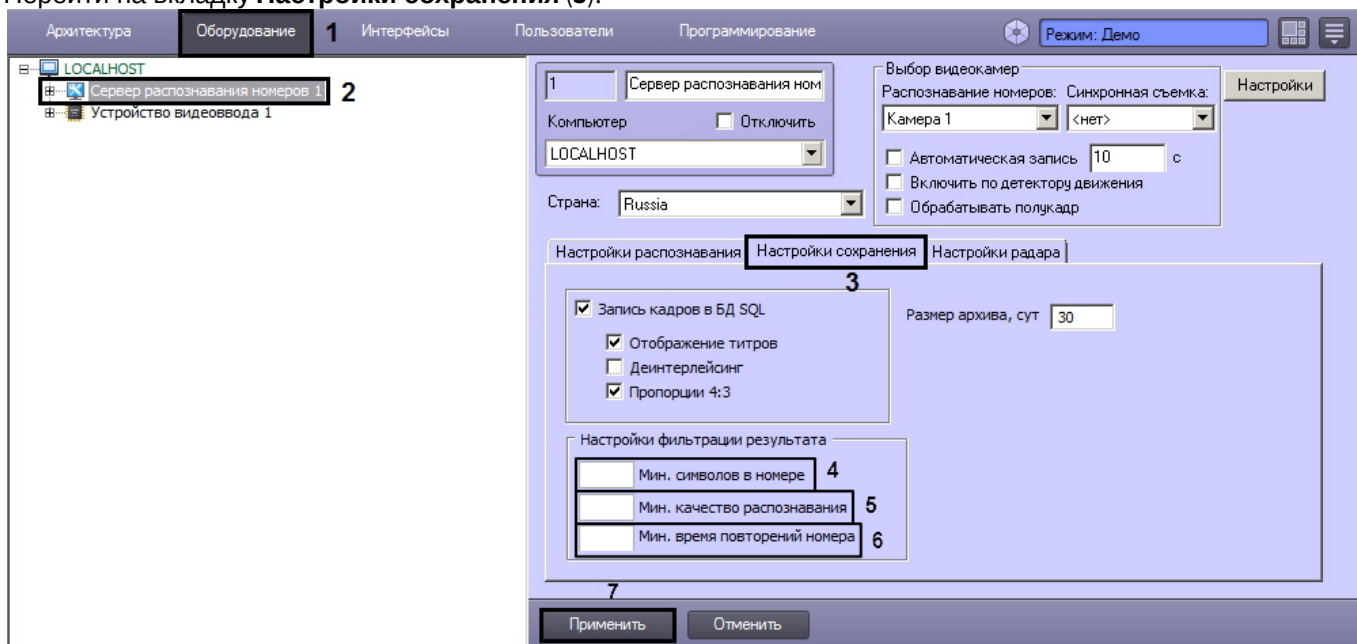 Перейти на вкладку Настройки сохранения (3).
Архитектура Оборудование 1 Интерфейсы Пользователи Программирование Режим: Демо
LOCALHOST
Сервер распознавания номеров 1 2
Устройство видеоввода 1
1 Сервер распознавания ном
Компьютер Отключить
LOCALHOST
Страна: Russia
Выбор видеокамер
Распознавание номеров: Синхронная съемка:
Камера 1 <нет>
Автоматическая запись 10 с
Включить по детектору движения
Обрабатывать полукадр
Настройки
Настройки распознавания Настройки сохранения Настройки радара
3
Запись кадров в БД SQL
Отображение титров
Деинтерлейсинг
Пропорции 4:3
Размер архива, сут 30
Настройки фильтрации результата
Мин. символов в номере 4
Мин. качество распознавания 5
Мин. время повторений номера 6
7
Применить Отменить